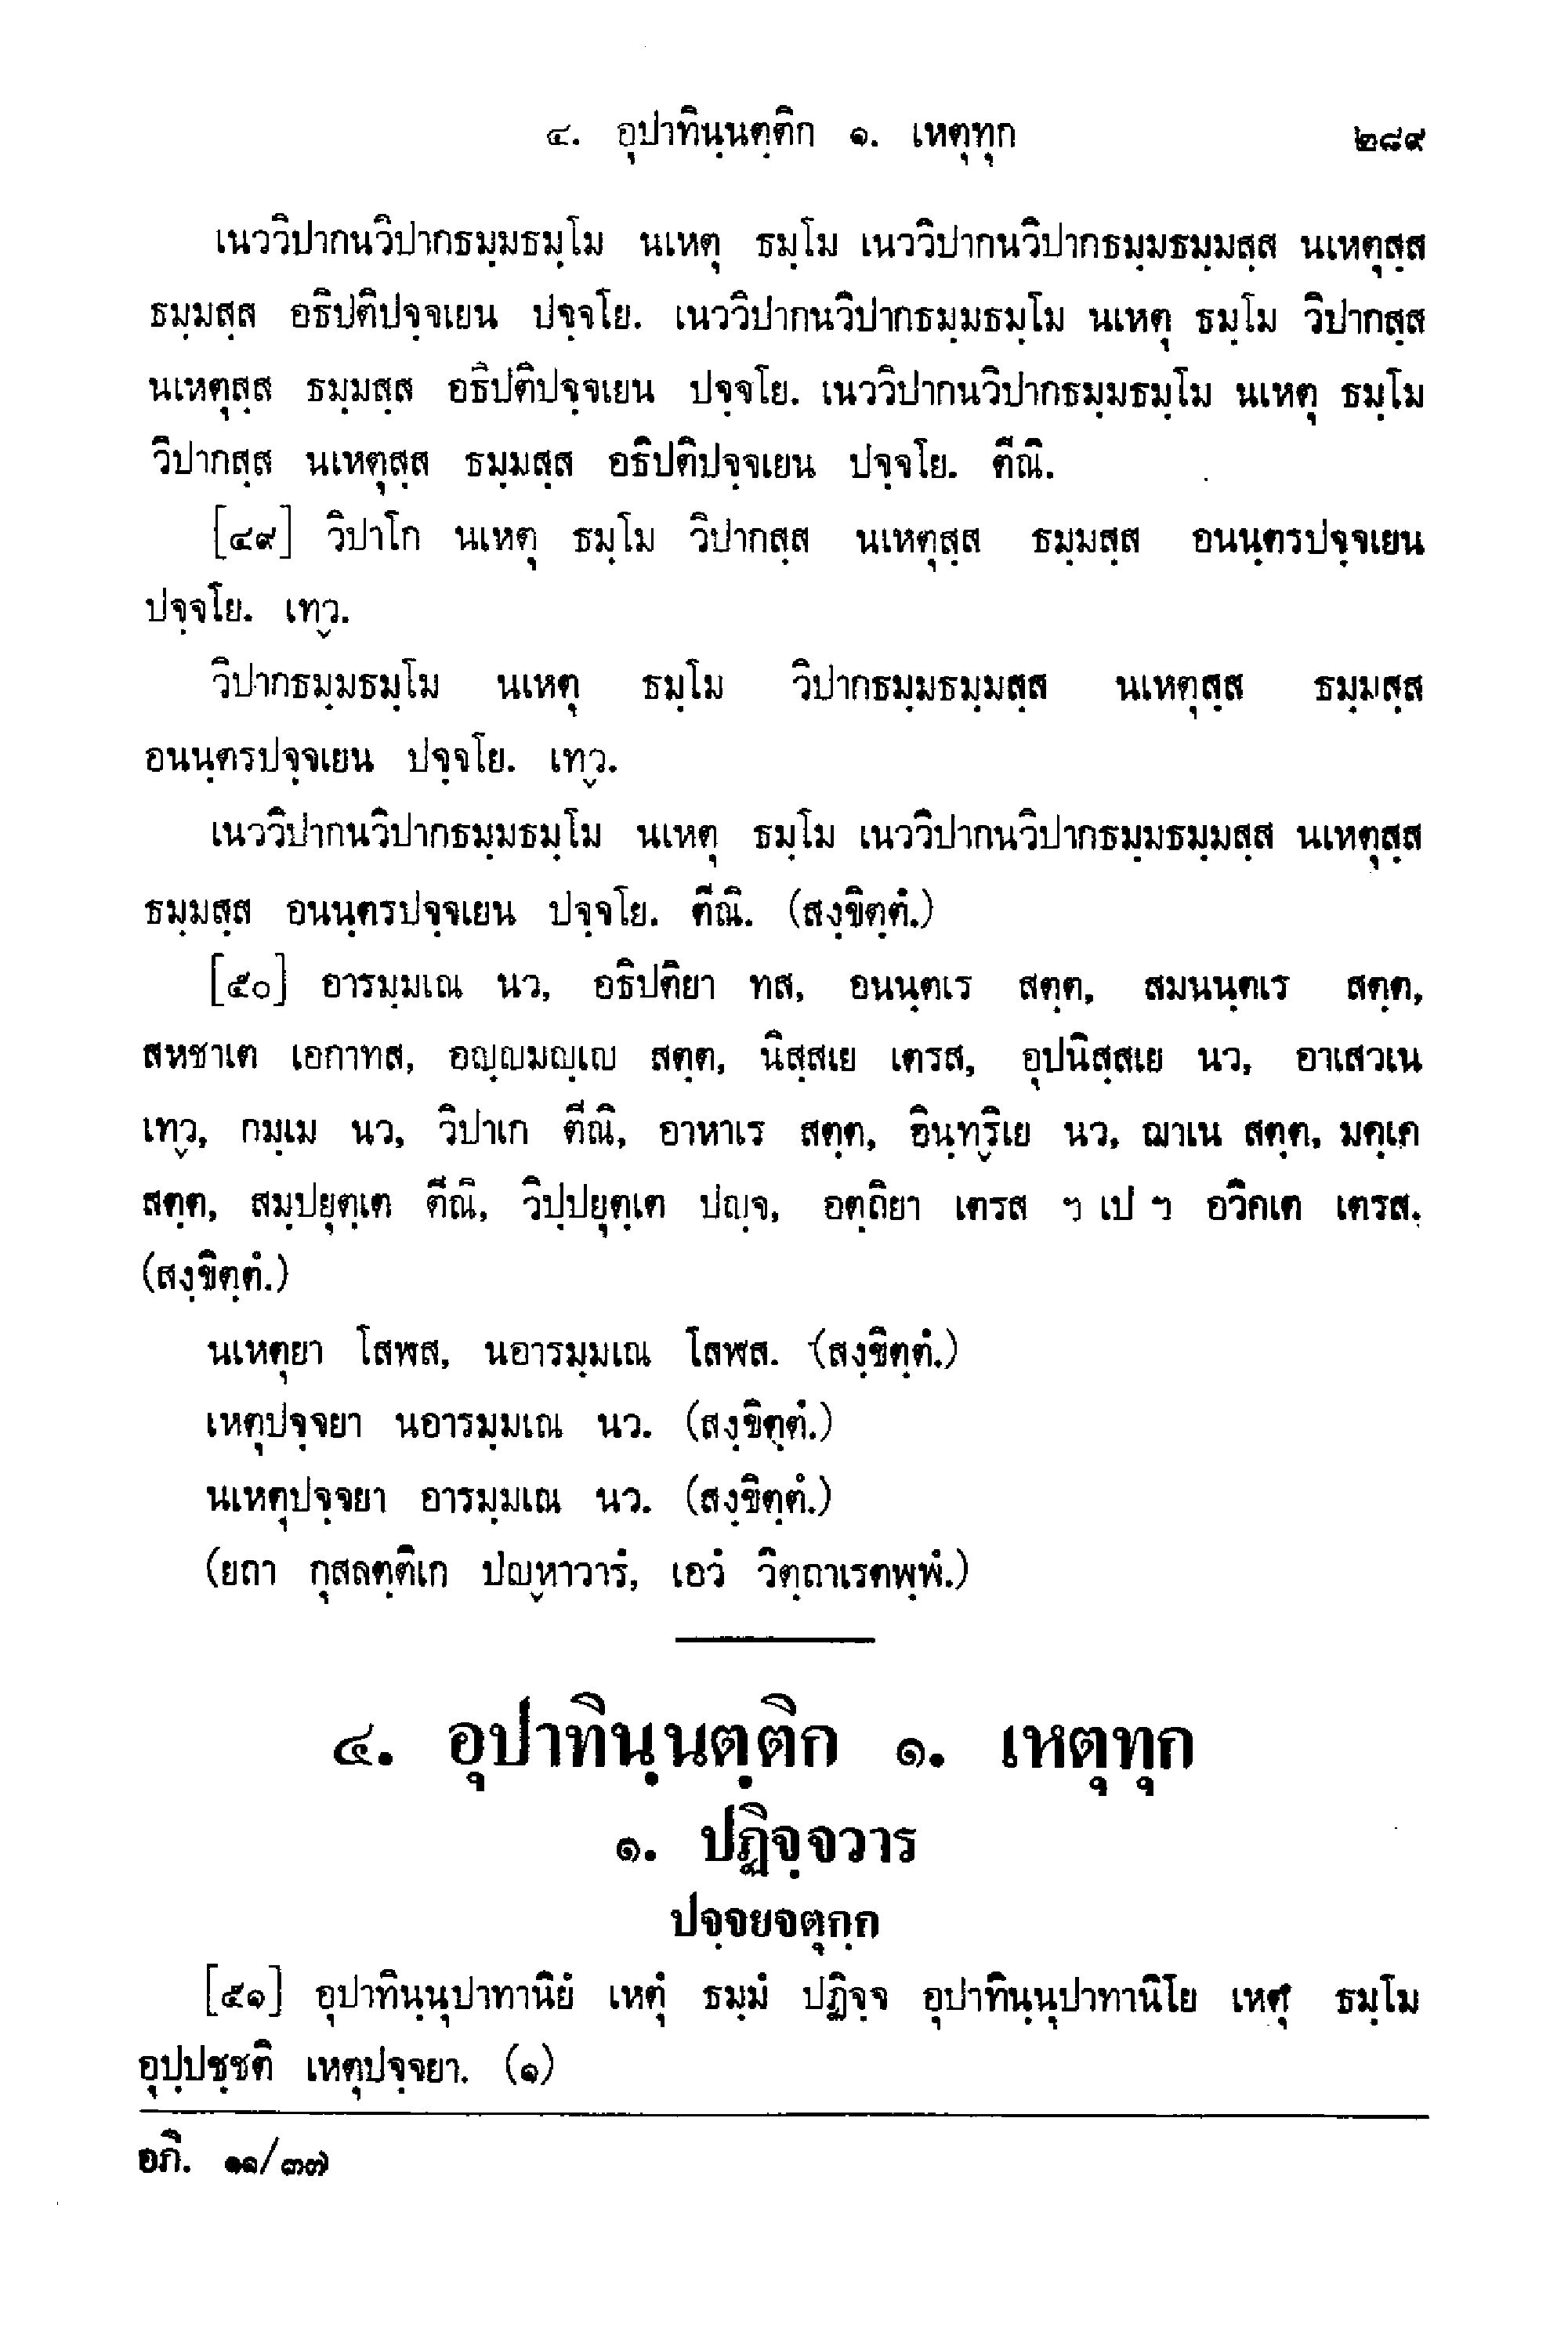 ๔. อุปาทินฺนตฺติก ๑. เหตุทุก ๒๘๙
เนววิปากนวิปากธมฺมธมฺโม นเหตุ ธมฺโม เนววิปากนวิปากธมฺมธมฺมสฺส นเหตุสฺส
ธมฺมสฺส อธิปติปจฺจเยน ปจฺจโย. เนววิปากนวิปากธมฺมธมฺโม นเหตุ ธมฺโม วิปากสฺส
นเหตุสฺส ธมฺมสฺส อธิปติปจฺจเยน ปจฺจโย. เนววิปากนวิปากธมฺมธมฺโม นเหตุ ธมฺโม
วิปากสฺส นเหตุสฺส ธมฺมสฺส อธิปติปจฺจเยน ปจฺจโย. ตีณิ.
[๔๙] วิปาโก นเหตุ ธมฺโม วิปากสฺส นเหตุสฺส ธมฺมสฺส อนนฺตรปจฺจเยน
ปจฺจโย. เทฺว.
วิปากธมฺมธมฺโม นเหตุ ธมฺโม วิปากธมฺมธมฺมสฺส นเหตุสฺส ธมฺมสฺส
อนนฺตรปจฺจเยน ปจฺจโย. เทฺว.
เนววิปากนวิปากธมฺมธมฺโม นเหตุ ธมฺโม เนววิปากนวิปากธมฺมธมฺมสฺส นเหตุสฺส
ธมฺมสฺส อนนฺตรปจฺจเยน ปจฺจโย. ตีณิ. (สงฺขิตฺตํ.)
[๕๐] อารมฺมเณ นว, อธิปติยา ทส, อนนฺตเร สตฺต, สมนนฺตเร สตฺต,
สหชาเต เอกาทส, อญฺญมญฺเญ สตฺต, นิสฺสเย เตรส, อุปนิสฺสเย นว, อาเสวเน
เทฺว, กมฺเม นว, วิปาเก ตีณิ, อาหาเร สตฺต, อินฺทฺริเย นว, ฌาเน สตฺต, มคฺเค
สตฺต, สมฺปยุตฺเต ตีณิ, วิปฺปยุตฺเต ปญฺจ, อตฺถิยา เตรส ฯ เป ฯ อวิคเต เตรส.
(สงฺขิตฺตํ.)
นเหตุยา โสฬส, นอารมฺมเณ โสฬส. (สงฺขิตฺตํ.)
เหตุปจฺจยา นอารมฺมเณ นว. (สงฺขิตฺตํ.)
นเหตุปจฺจยา อารมฺมเณ นว. (สงฺขิตฺตํ.)
(ยถา กุสลตฺติเก ปญฺหาวารํ, เอวํ วิตฺถาเรตพฺพํ.)
๔. อุปาทินฺนตฺติก ๑. เหตุทุก
๑. ปฏิจฺจวาร
ปจฺจยจตุกฺก
[๕๑] อุปาทินฺนุปาทานิยํ เหตุํ ธมฺมํ ปฏิจฺจ อุปาทินฺนุปาทานิโย เหตุ ธมฺโม
อุปฺปชฺชติ เหตุปจฺจยา. (๑)
อภิ. ๑๑/๓๗